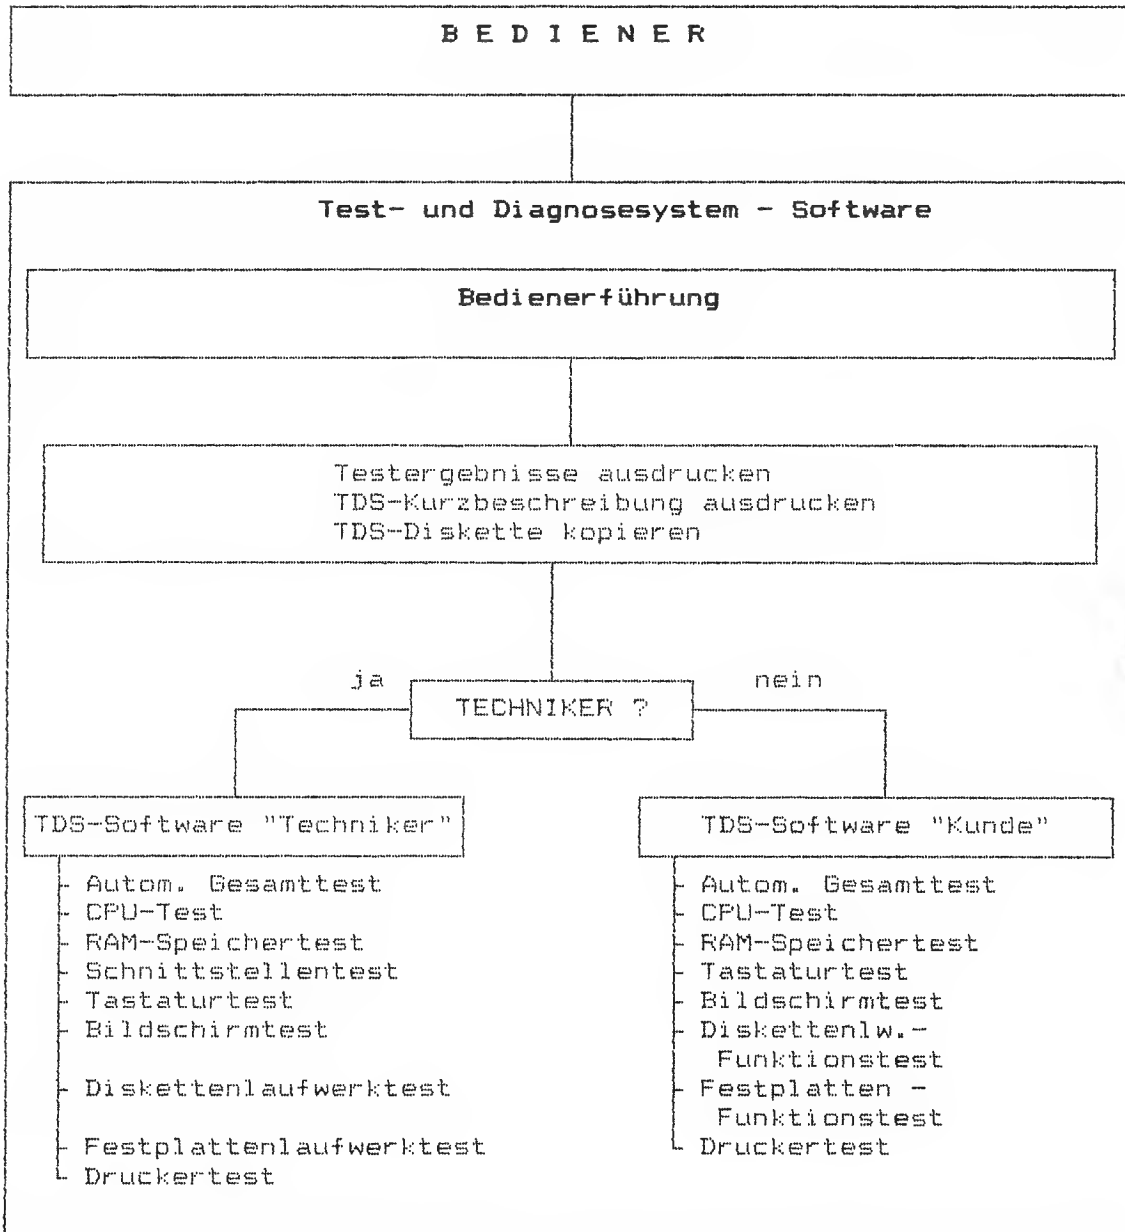 B E D I E N E R
Test- und Diagnosesystem - Software
Bedienerführung
Testergebnisse ausdrucken
TDS-Kurzbeschreibung ausdrucken
TDS-Diskette kopieren
ja
nein
TECHNIKER ?
TDS-Software "Techniker"
Autom. Gesamttest
CPU-Test
RAM-Speichertest
Schnittstellentest
Tastaturtest
Bildschirmtest
Diskettenlaufwerktest
Festplattenlaufwerktest
Druckertest
TDS-Software "Kunde"
Autom. Gesamttest
CPU-Test
RAM-Speichertest
Tastaturtest
Bildschirmtest
Diskettenlw.-
Funktionstest
Festplatten -
Funktionstest
Druckertest